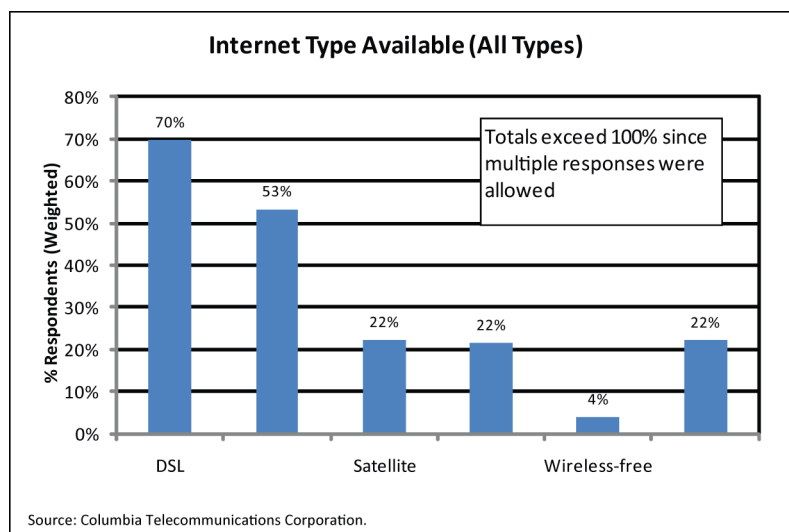 Internet Type Available (All Types)
80%
70%
60%
50%
40%
30%
20%
10%
0%
% Respondents (Weighted)
70%
53%
22%
22%
4%
22%
Totals exceed 100% since
multiple responses were
allowed
DSL
Satellite
Wireless-free
Source: Columbia Telecommunications Corporation.